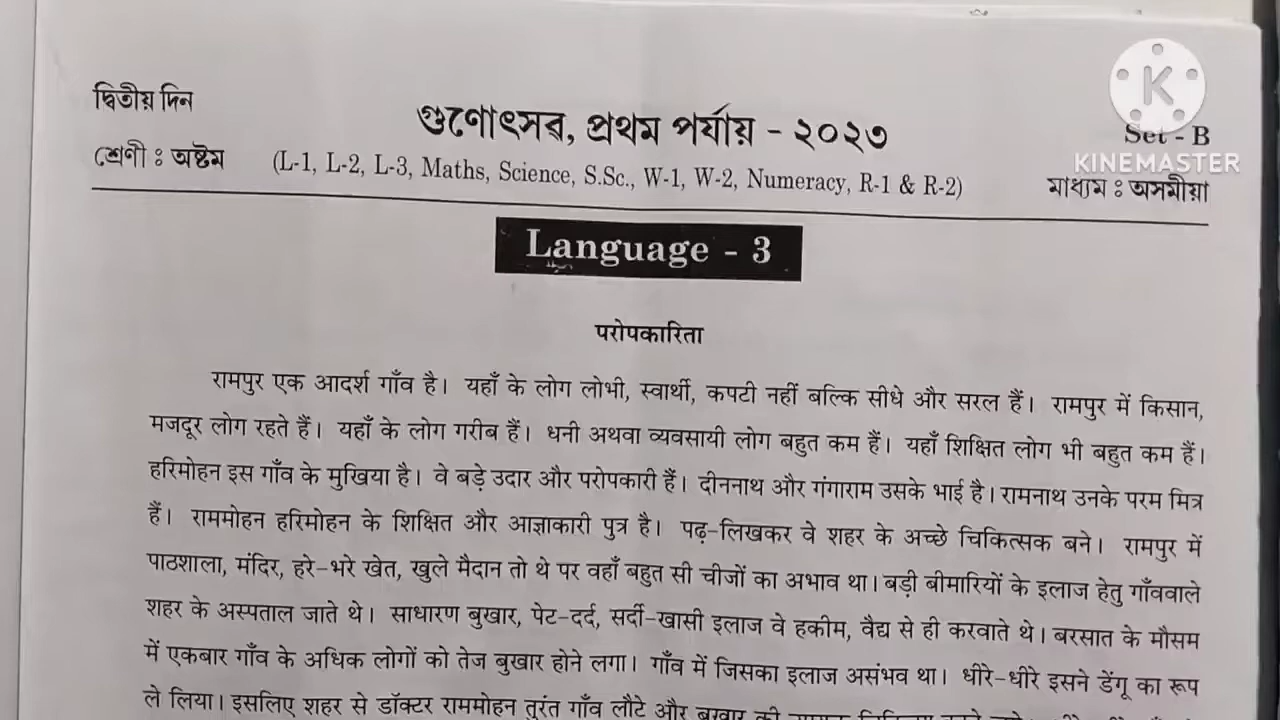 দ্বিতীয় দিন
গুণোৎসৱ, প্ৰথম পৰ্যায় - ২০২৩
Set - B
KINEMASTER
শ্ৰেণী : অষ্টম
(L-1, L-2, L-3, Maths, Science, S.Sc., W-1, W-2, Numeracy, R-1 & R-2)
মাধ্যম : অসমীয়া
Language - 3
परोपकारिता
रामपुर एक आदर्श गाँव है। यहाँ के लोग लोभी, स्वार्थी, कपटी नहीं बल्कि सीधे और सरल हैं। रामपुर में किसान,
मजदूर लोग रहते हैं। यहाँ के लोग गरीब हैं। धनी अथवा व्यवसायी लोग बहुत कम हैं। यहाँ शिक्षित लोग भी बहुत कम हैं।
हरिमोहन इस गाँव के मुखिया है। वे बड़े उदार और परोपकारी हैं। दीननाथ और गंगाराम उसके भाई है। रामनाथ उनके परम मित्र
हैं। राममोहन हरिमोहन के शिक्षित और आज्ञाकारी पुत्र है। पढ़-लिखकर वे शहर के अच्छे चिकित्सक बने। रामपुर में
पाठशाला, मंदिर, हरे-भरे खेत, खुले मैदान तो थे पर वहाँ बहुत सी चीजों का अभाव था। बड़ी बीमारियों के इलाज हेतु गाँववाले
शहर के अस्पताल जाते थे। साधारण बुखार, पेट-दर्द, सर्दी-खासी इलाज वे हकीम, वैद्य से ही करवाते थे। बरसात के मौसम
में एकबार गाँव के अधिक लोगों को तेज बुखार होने लगा। गाँव में जिसका इलाज असंभव था। धीरे-धीरे इसने डेंगू का रूप
ले लिया। इसलिए शहर से डॉक्टर राममोहन तुरंत गाँव लौटे और बुखार की